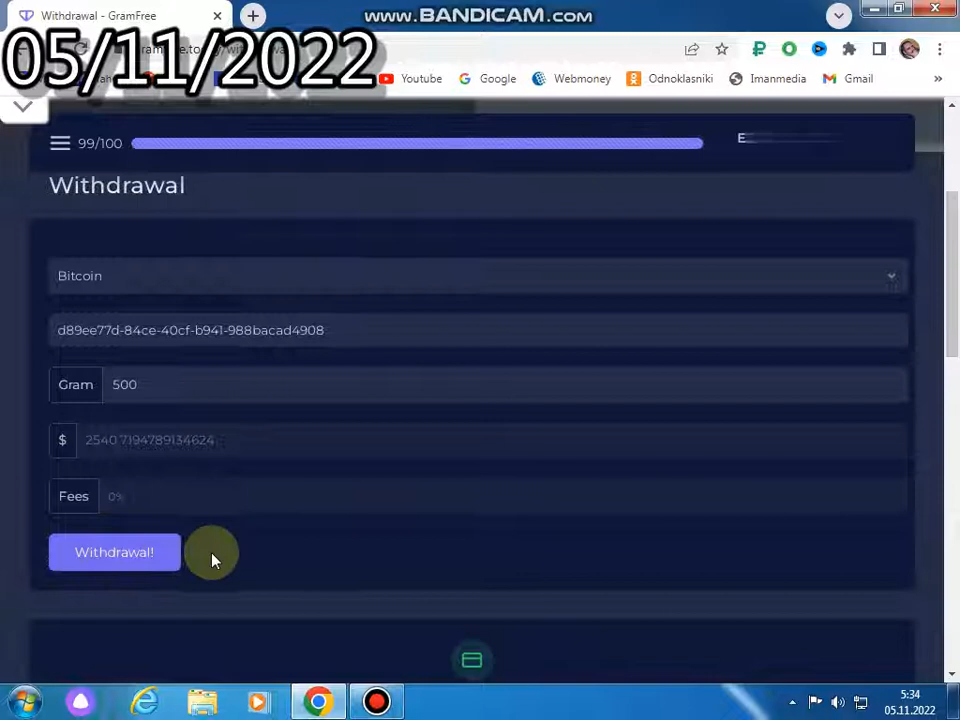 Withdrawal - GramFree
WWW.BANDICAM.COM
05/11/2022
Youtube
Google
Webmoney
Odnoklasniki
Imanmedia
Gmail
»
99/100
E
Withdrawal
Bitcoin
d89ee77d-84ce-40cf-b941-988bacad4908
Gram 500
$ 2540.7194789134624
Fees 0%
Withdrawal!
5:34
05.11.2022